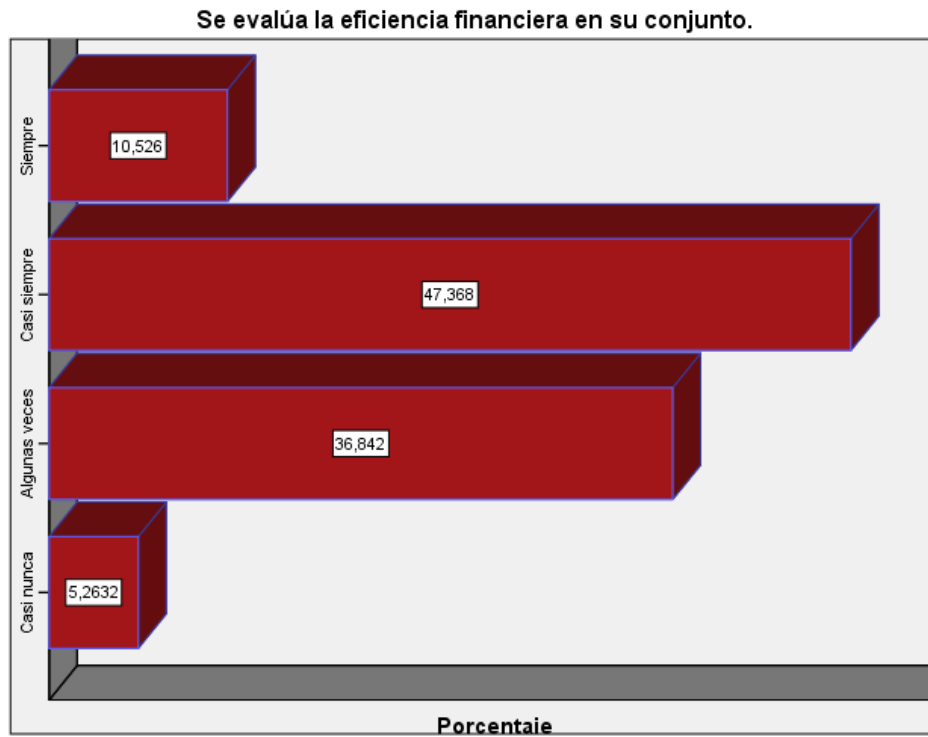 Se evalúa la eficiencia financiera en su conjunto.
Siempre
10,526
Casi siempre
47,368
Algunas veces
36,842
Casi nunca
5,2632
Porcentaje